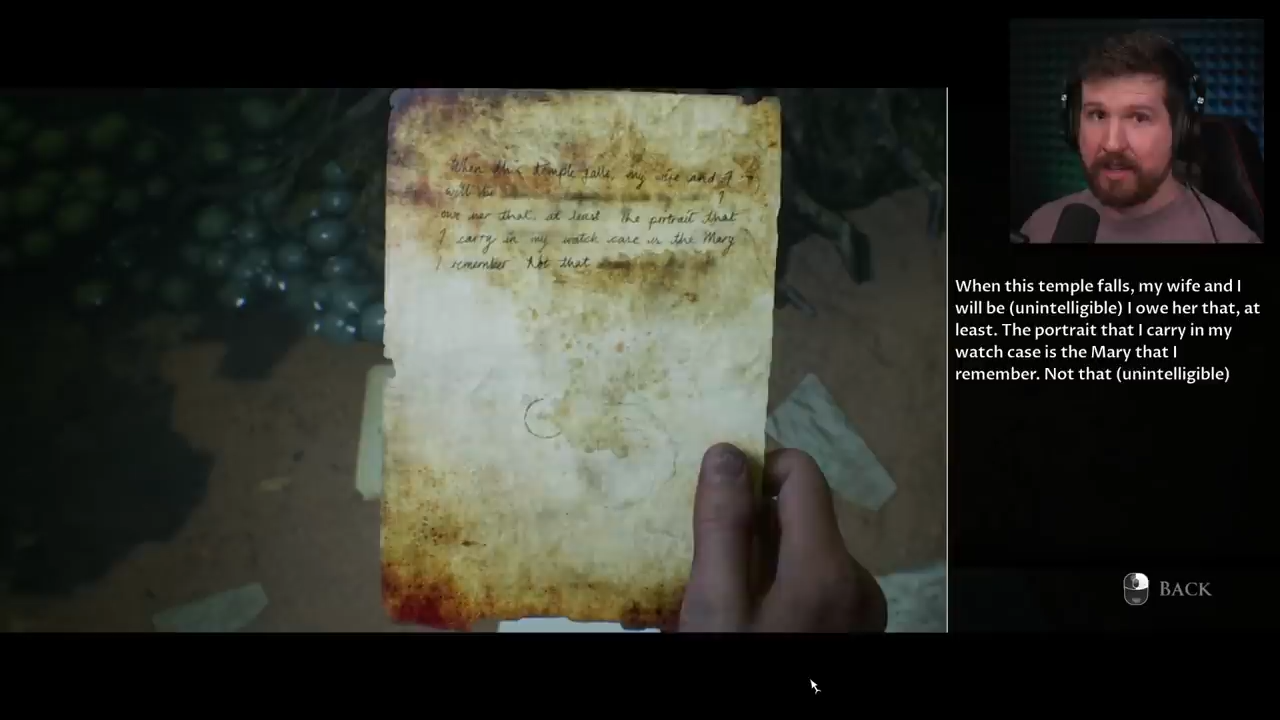 When this temple falls, my wife and I
will be
owe her that, at least. The portrait that
I carry in my watch case is the Mary
I remember. Not that
When this temple falls, my wife and I
will be (unintelligible) I owe her that, at
least. The portrait that I carry in my
watch case is the Mary that I
remember. Not that (unintelligible)
BACK